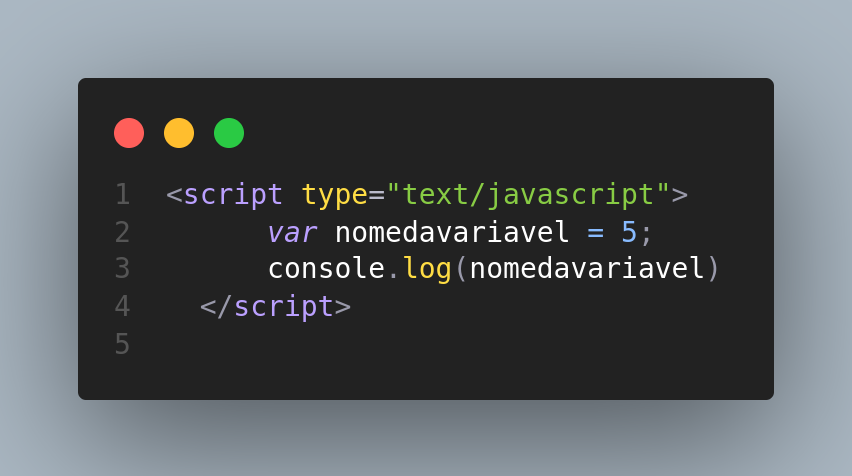 1 <script type="text/javascript">
2 var nomedavariavel = 5;
3 console.log(nomedavariavel)
4 </script>
5